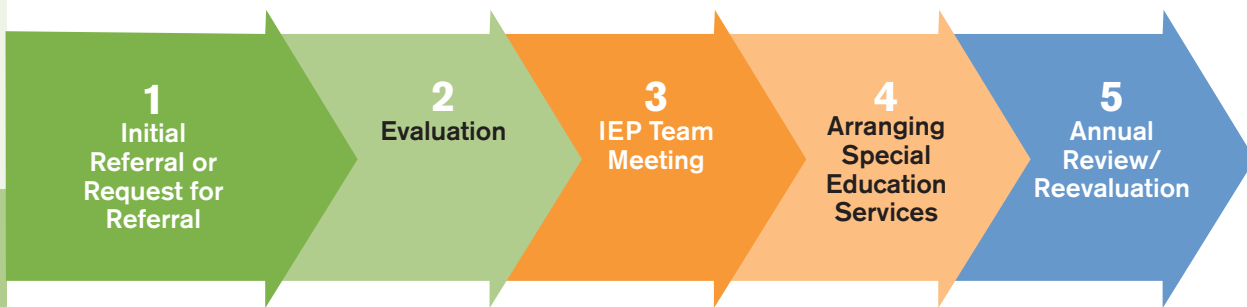 1
Initial
Referral or
Request for
Referral
2
Evaluation
3
IEP Team
Meeting
4
Arranging
Special
Education
Services
5
Annual
Review/
Reevaluation